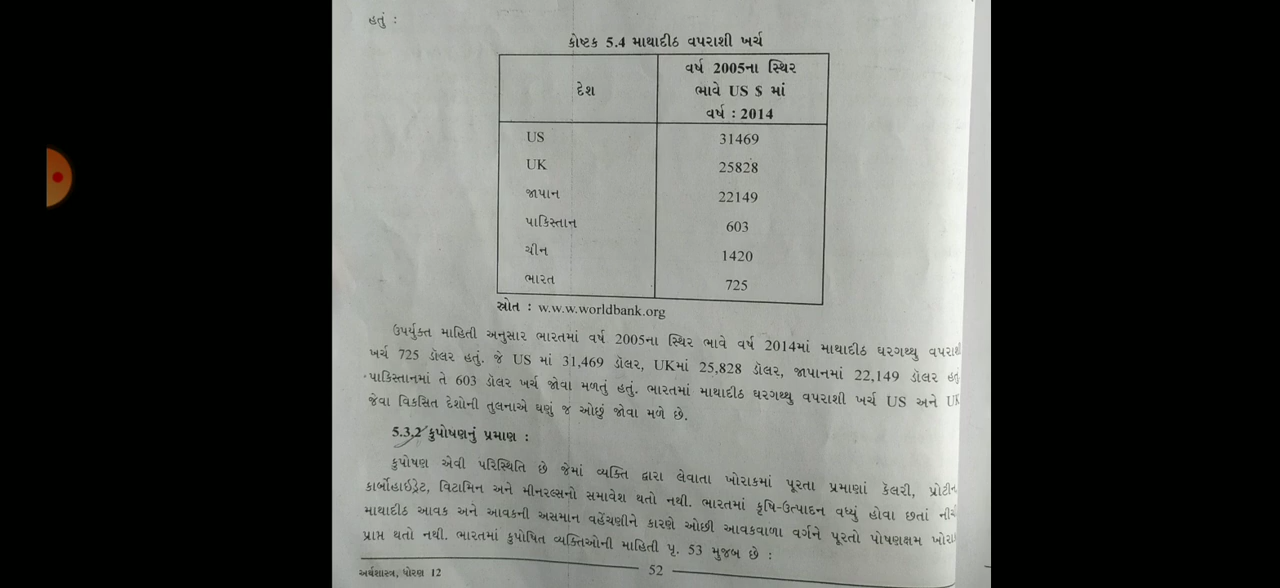 હતું :
કોષ્ટક 5.4 માથાદીઠ વપરાશી ખર્ચ
દેશ
વર્ષ 2005ના સ્થિર
ભાવે US $ માં
વર્ષ : 2014
US 31469
UK 25828
જાપાન 22149
પાકિસ્તાન 603
ચીન 1420
ભારત 725
સ્રોત : w.w.w.worldbank.org
ઉપર્યુક્ત માહિતી અનુસાર ભારતમાં વર્ષ 2005ના સ્થિર ભાવે વર્ષ 2014માં માથાદીઠ ઘરગથ્થુ વપરાશી
ખર્ચ 725 ડૉલર હતું. જે US માં 31,469 ડૉલર, UKમાં 25,828 ડૉલર, જાપાનમાં 22,149 ડૉલર હતું
પાકિસ્તાનમાં તે 603 ડૉલર ખર્ચ જોવા મળતું હતું. ભારતમાં માથાદીઠ ઘરગથ્થુ વપરાશી ખર્ચ US અને UK
જેવા વિકસિત દેશોની તુલનાએ ઘણું જ ઓછું જોવા મળે છે.
5.3.2 કુપોષણનું પ્રમાણ :
કુપોષણ એવી પરિસ્થિતિ છે જેમાં વ્યક્તિ દ્વારા લેવાતા ખોરાકમાં પૂરતા પ્રમાણાં કૅલરી, પ્રોટીન
કાર્બોહાઈડ્રેટ, વિટામિન અને મીનરલ્સનો સમાવેશ થતો નથી. ભારતમાં કૃષિ-ઉત્પાદન વધ્યું હોવા છતાં નીચી
માથાદીઠ આવક અને આવકની અસમાન વહેંચણીને કારણે ઓછી આવકવાળા વર્ગને પૂરતો પોષણક્ષમ ખોરાક
પ્રાપ્ત થતો નથી. ભારતમાં કુપોષિત વ્યક્તિઓની માહિતી પૃ. 53 મુજબ છે :
52
અર્થશાસ્ત્ર, ધોરણ 12